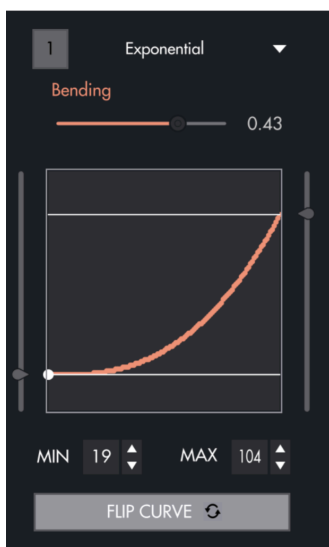 1 Exponential
Bending
0.43
MIN 19 MAX 104
FLIP CURVE